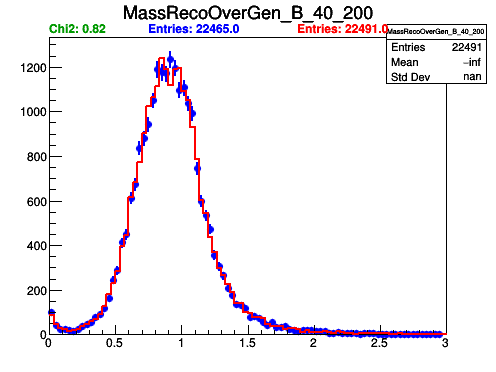 MassRecoOverGen_B_40_200
Chi2: 0.82 Entries: 22465.0 Entries: 22491.0
MassRecoOverGen_B_40_200
Entries 22491
Mean −inf
Std Dev nan
1200
1000
800
600
400
200
0
0 0.5 1 1.5 2 2.5 3